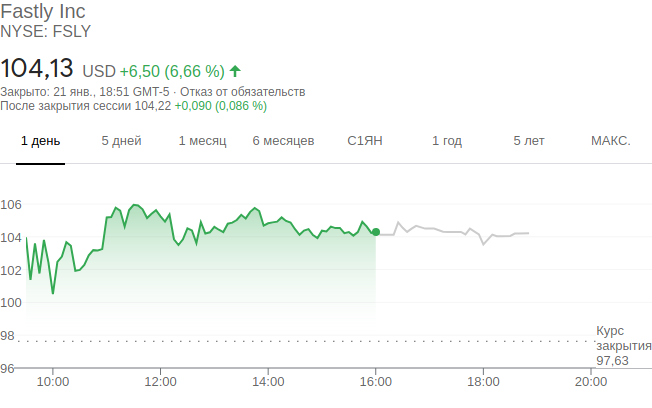 Fastly Inc
NYSE: FSLY
104,13 USD +6,50 (6,66 %)
Закрыто: 21 янв., 18:51 GMT-5 · Отказ от обязательств
После закрытия сессии 104,22 +0,090 (0,086 %)
1 день 5 дней 1 месяц 6 месяцев С1ЯН 1 год 5 лет МАКС.
106
104
102
100
98
96
Курс
закрытия
97,63
10:00 12:00 14:00 16:00 18:00 20:00